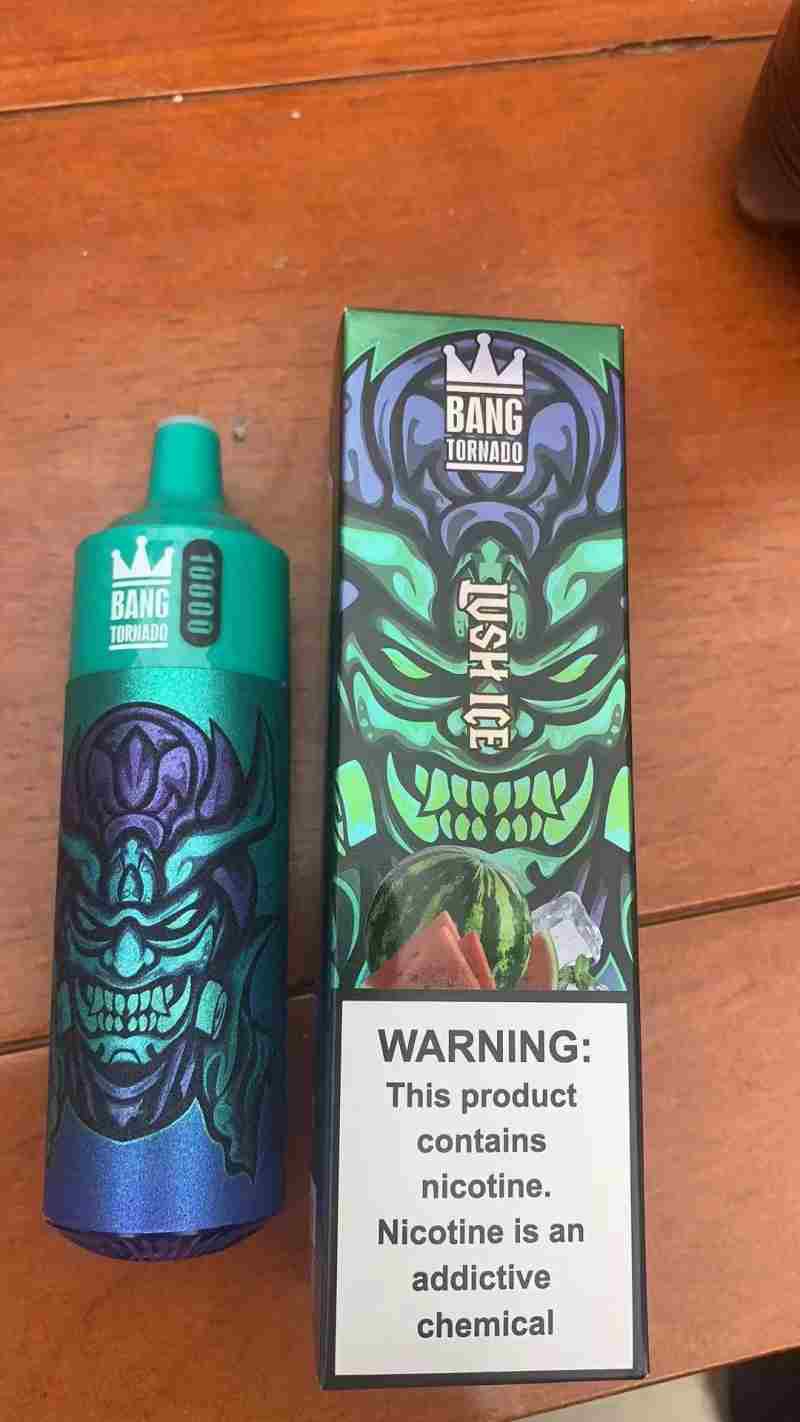 BANG
TORNADO
10000
BANG
TORNADO
LUSH ICE
WARNING:
This product
contains
nicotine.
Nicotine is an
addictive
chemical